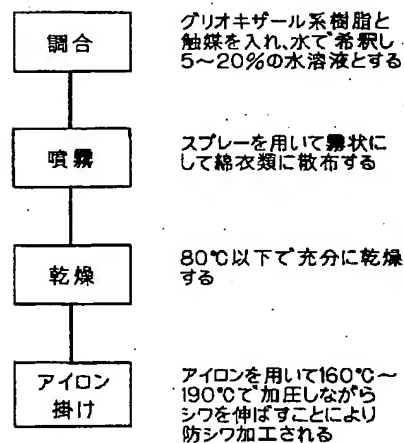 調合
グリオキザール系樹脂と
触媒を入れ、水で希釈し
5〜20%の水溶液とする
噴霧
スプレーを用いて霧状に
して綿衣類に散布する
乾燥
80℃以下で充分に乾燥
する
アイロン
掛け
アイロンを用いて160℃〜
190℃で加圧しながら
シワを伸ばすことにより
防シワ加工される